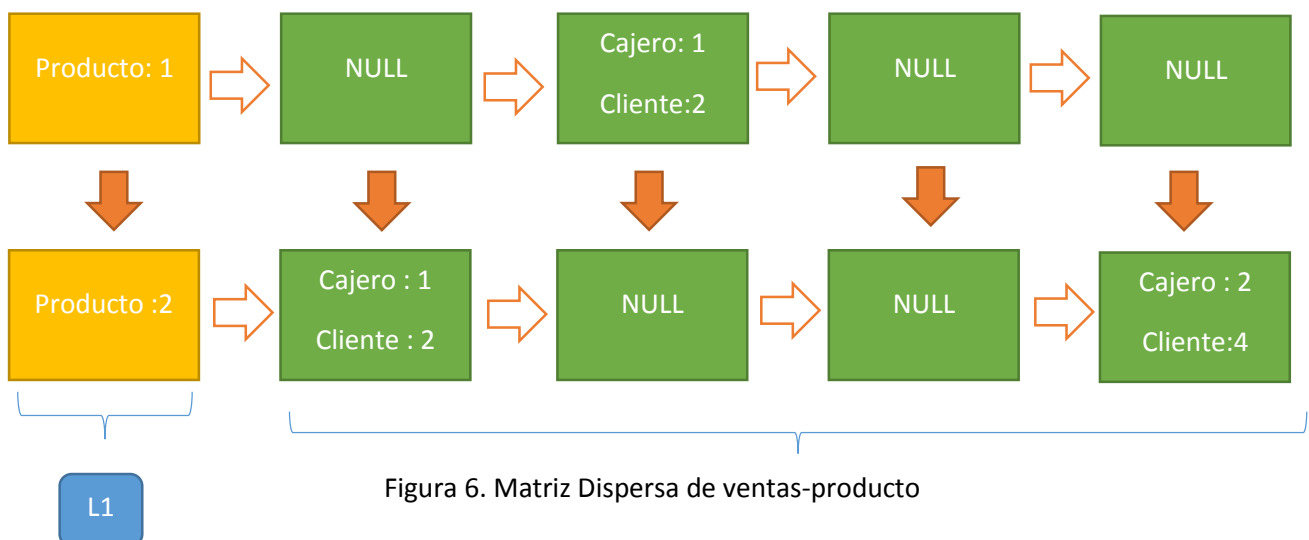 Producto: 1
NULL
Cajero: 1
Cliente:2
NULL
NULL
Producto :2
Cajero : 1
Cliente : 2
NULL
NULL
Cajero : 2
Cliente:4
L1
Figura 6. Matriz Dispersa de ventas-producto